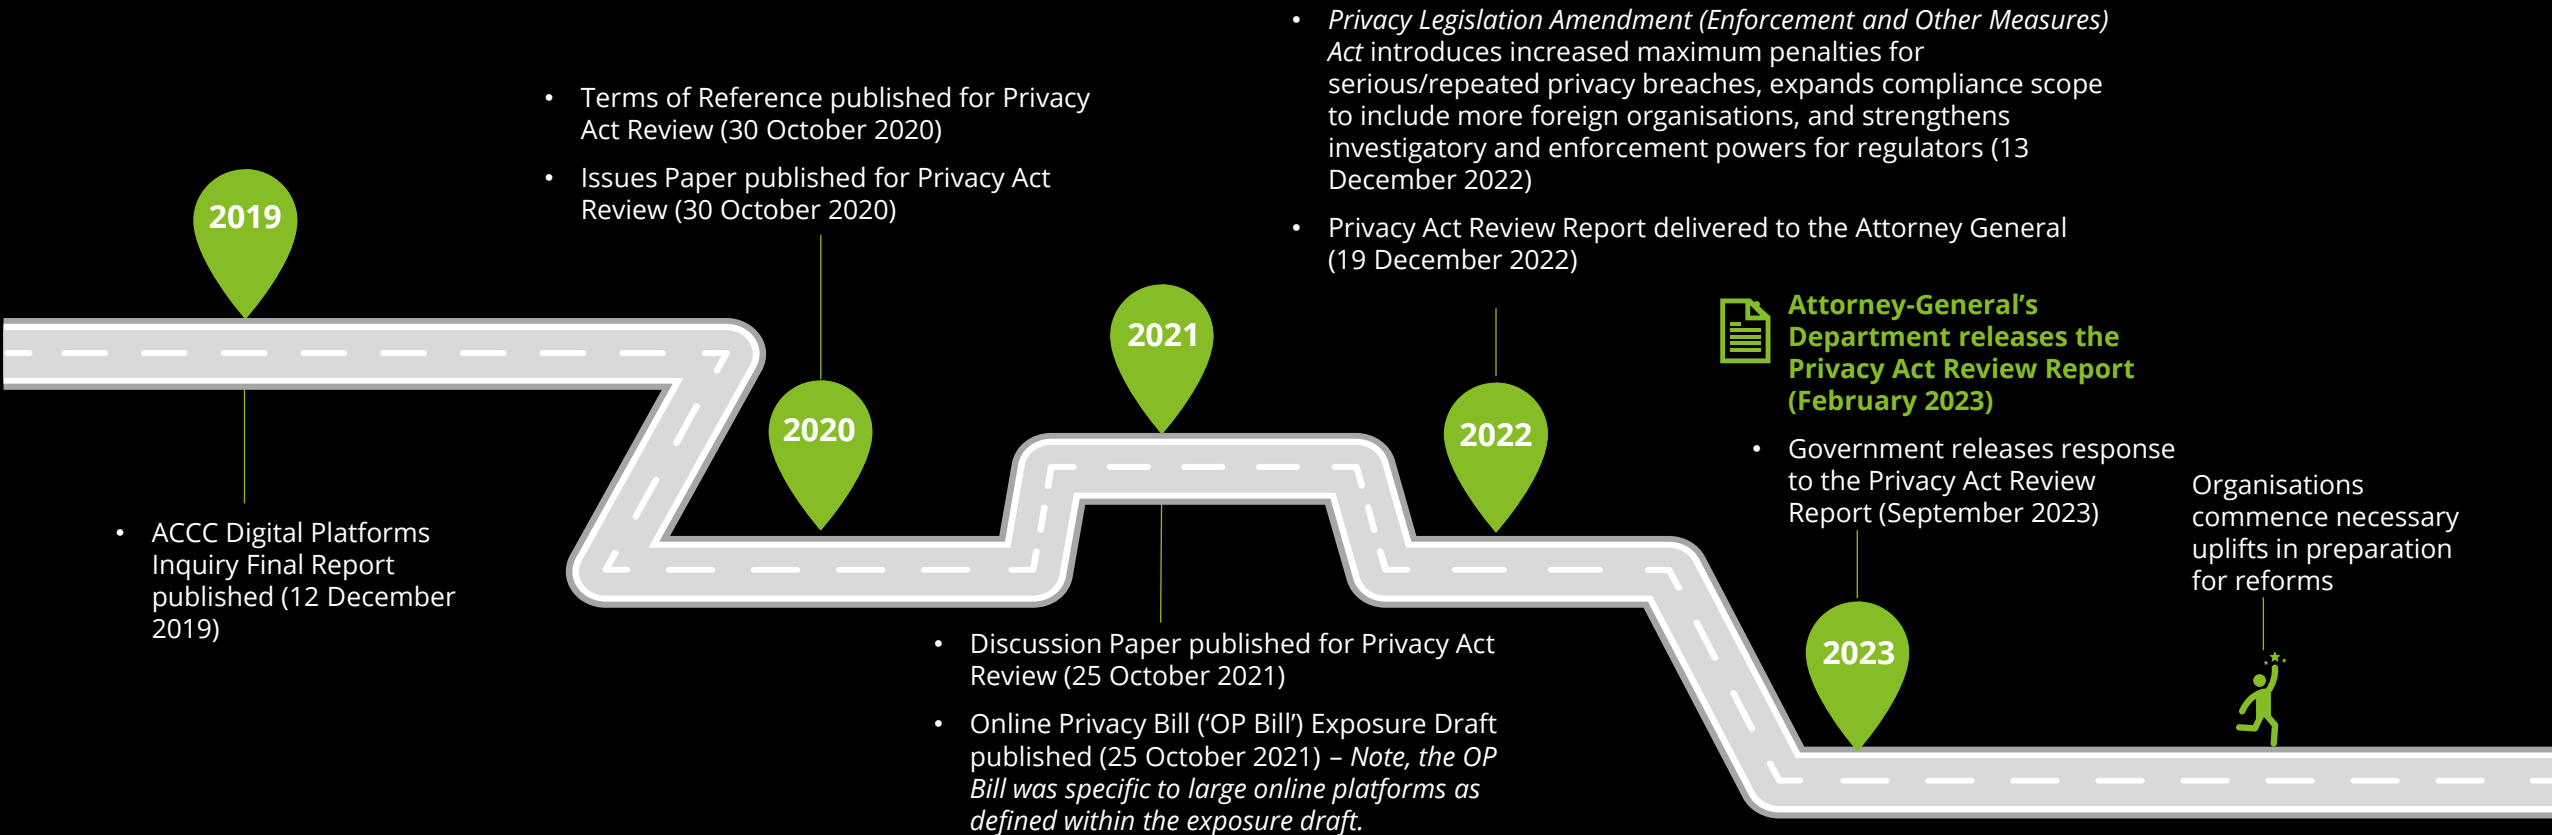 2019
• ACCC Digital Platforms
Inquiry Final Report
published (12 December
2019)
• Terms of Reference published for Privacy
Act Review (30 October 2020)
• Issues Paper published for Privacy Act
Review (30 October 2020)
2020
2021
• Discussion Paper published for Privacy Act
Review (25 October 2021)
• Online Privacy Bill (‘OP Bill’) Exposure Draft
published (25 October 2021) – Note, the OP
Bill was specific to large online platforms as
defined within the exposure draft.
• Privacy Legislation Amendment (Enforcement and Other Measures)
Act introduces increased maximum penalties for
serious/repeated privacy breaches, expands compliance scope
to include more foreign organisations, and strengthens
investigatory and enforcement powers for regulators (13
December 2022)
• Privacy Act Review Report delivered to the Attorney General
(19 December 2022)
2022
Attorney-General’s
Department releases the
Privacy Act Review Report
(February 2023)
• Government releases response
to the Privacy Act Review
Report (September 2023)
2023
Organisations
commence necessary
uplifts in preparation
for reforms